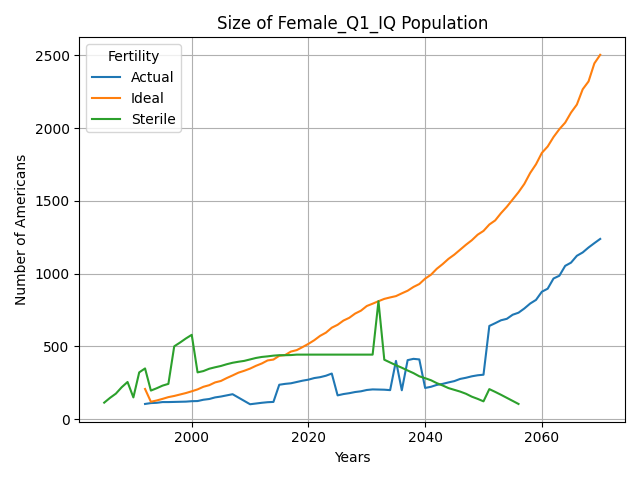 Size of Female_Q1_IQ Population
Fertility
Actual
Ideal
Sterile
Number of Americans
2500
2000
1500
1000
500
0
2000 2020 2040 2060
Years